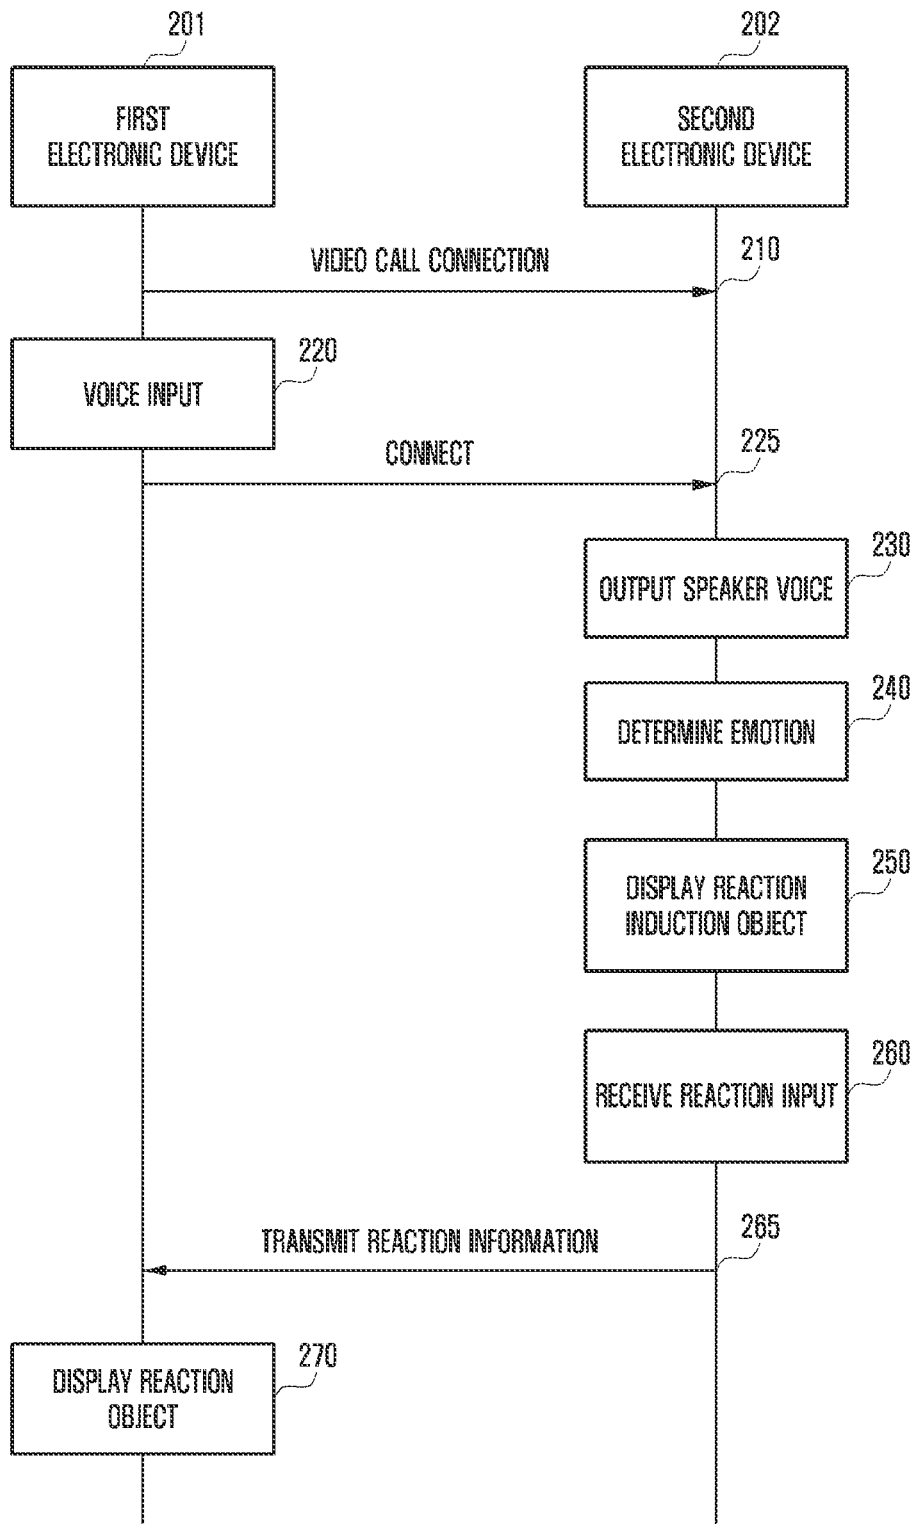 201
202
FIRST
ELECTRONIC DEVICE
SECOND
ELECTRONIC DEVICE
VIDEO CALL CONNECTION
210
220
VOICE INPUT
CONNECT
225
230
OUTPUT SPEAKER VOICE
240
DETERMINE EMOTION
250
DISPLAY REACTION
INDUCTION OBJECT
260
RECEIVE REACTION INPUT
265
TRANSMIT REACTION INFORMATION
270
DISPLAY REACTION
OBJECT